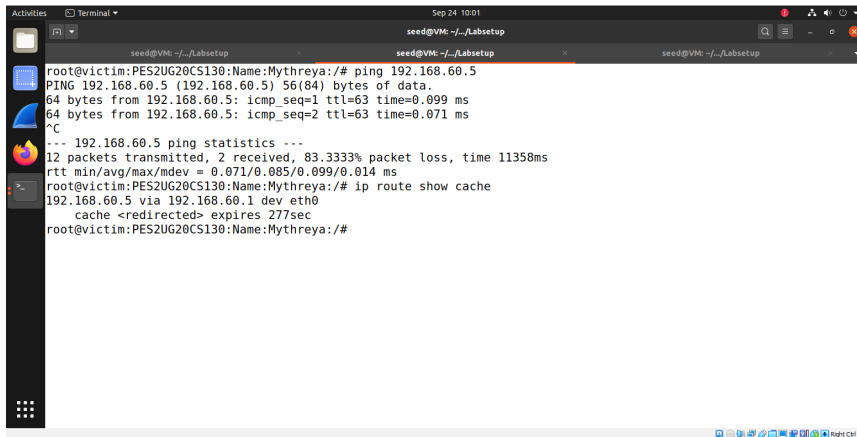 Activities
Terminal
Sep 24 10:01
seed@VM: ~/.../Labsetup
seed@VM: ~/.../Labsetup
seed@VM: ~/.../Labsetup
seed@VM: ~/.../Labsetup
root@victim:PES2UG20CS130:Name:Mythreya:/# ping 192.168.60.5
PING 192.168.60.5 (192.168.60.5) 56(84) bytes of data.
64 bytes from 192.168.60.5: icmp_seq=1 ttl=63 time=0.099 ms
64 bytes from 192.168.60.5: icmp_seq=2 ttl=63 time=0.071 ms
^C
--- 192.168.60.5 ping statistics ---
12 packets transmitted, 2 received, 83.3333% packet loss, time 11358ms
rtt min/avg/max/mdev = 0.071/0.085/0.099/0.014 ms
root@victim:PES2UG20CS130:Name:Mythreya:/# ip route show cache
192.168.60.5 via 192.168.60.1 dev eth0
    cache <redirected> expires 277sec
root@victim:PES2UG20CS130:Name:Mythreya:/#
Right Ctrl